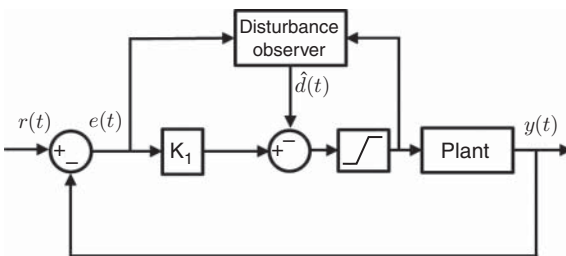 Disturbance
observer
r(t)
e(t)
d̂(t)
y(t)
+
−
K₁
+
−
Plant